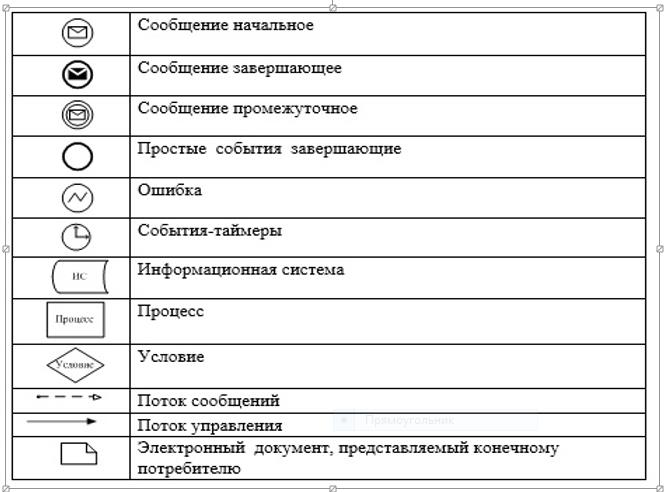 Сообщение начальное
Сообщение завершающее
Сообщение промежуточное
Простые события завершающие
Ошибка
События-таймеры
ИС
Информационная система
Процесс
Процесс
Условие
Условие
Поток сообщений
Прямоугольник
Поток управления
Электронный документ, представляемый конечному
потребителю